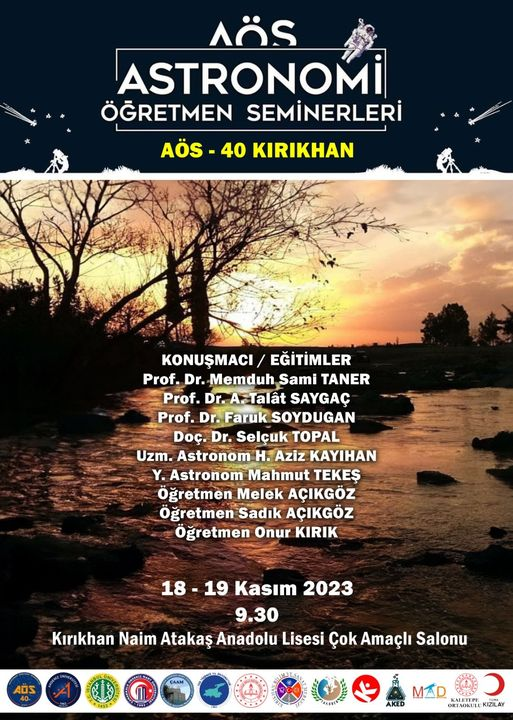 AÖS
ASTRONOMİ
ÖĞRETMEN SEMİNERLERİ
AÖS - 40 KIRIKHAN
KONUŞMACI / EĞİTİMLER
Prof. Dr. Memduh Sami TANER
Prof. Dr. A. Talât SAYGAÇ
Prof. Dr. Faruk SOYDUGAN
Doç. Dr. Selçuk TOPAL
Uzm. Astronom H. Aziz KAYIHAN
Y. Astronom Mahmut TEKEŞ
Öğretmen Melek AÇIKGÖZ
Öğretmen Sadık AÇIKGÖZ
Öğretmen Onur KIRIK
18 - 19 Kasım 2023
9.30
Kırıkhan Naim Atakaş Anadolu Lisesi Çok Amaçlı Salonu
AÖS
40
ÇAAM
AKED
MAD
KALETEPE
ORTAOKULU
KIZILAY